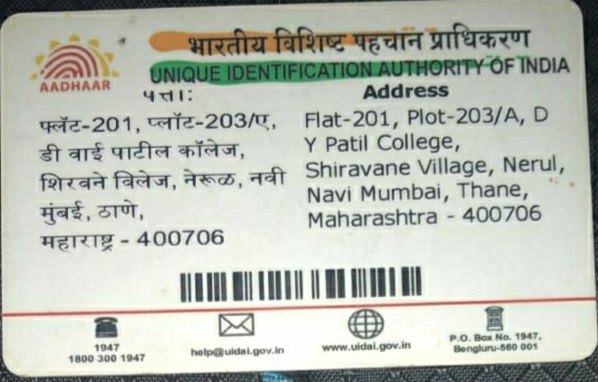 भारतीय विशिष्ट पहचान प्राधिकरण
UNIQUE IDENTIFICATION AUTHORITY OF INDIA
AADHAAR
पत्ता:
फ्लॅट-201, प्लॉट-203/ए,
डी वाई पाटील कॉलेज,
शिरवने विलेज, नेरूळ, नवी
मुंबई, ठाणे,
महाराष्ट्र - 400706
Address
Flat-201, Plot-203/A, D
Y Patil College,
Shiravane Village, Nerul,
Navi Mumbai, Thane,
Maharashtra - 400706
1947
1800 300 1947
help@uidai.gov.in
www.uidai.gov.in
P.O. Box No. 1947,
Bengluru-560 001